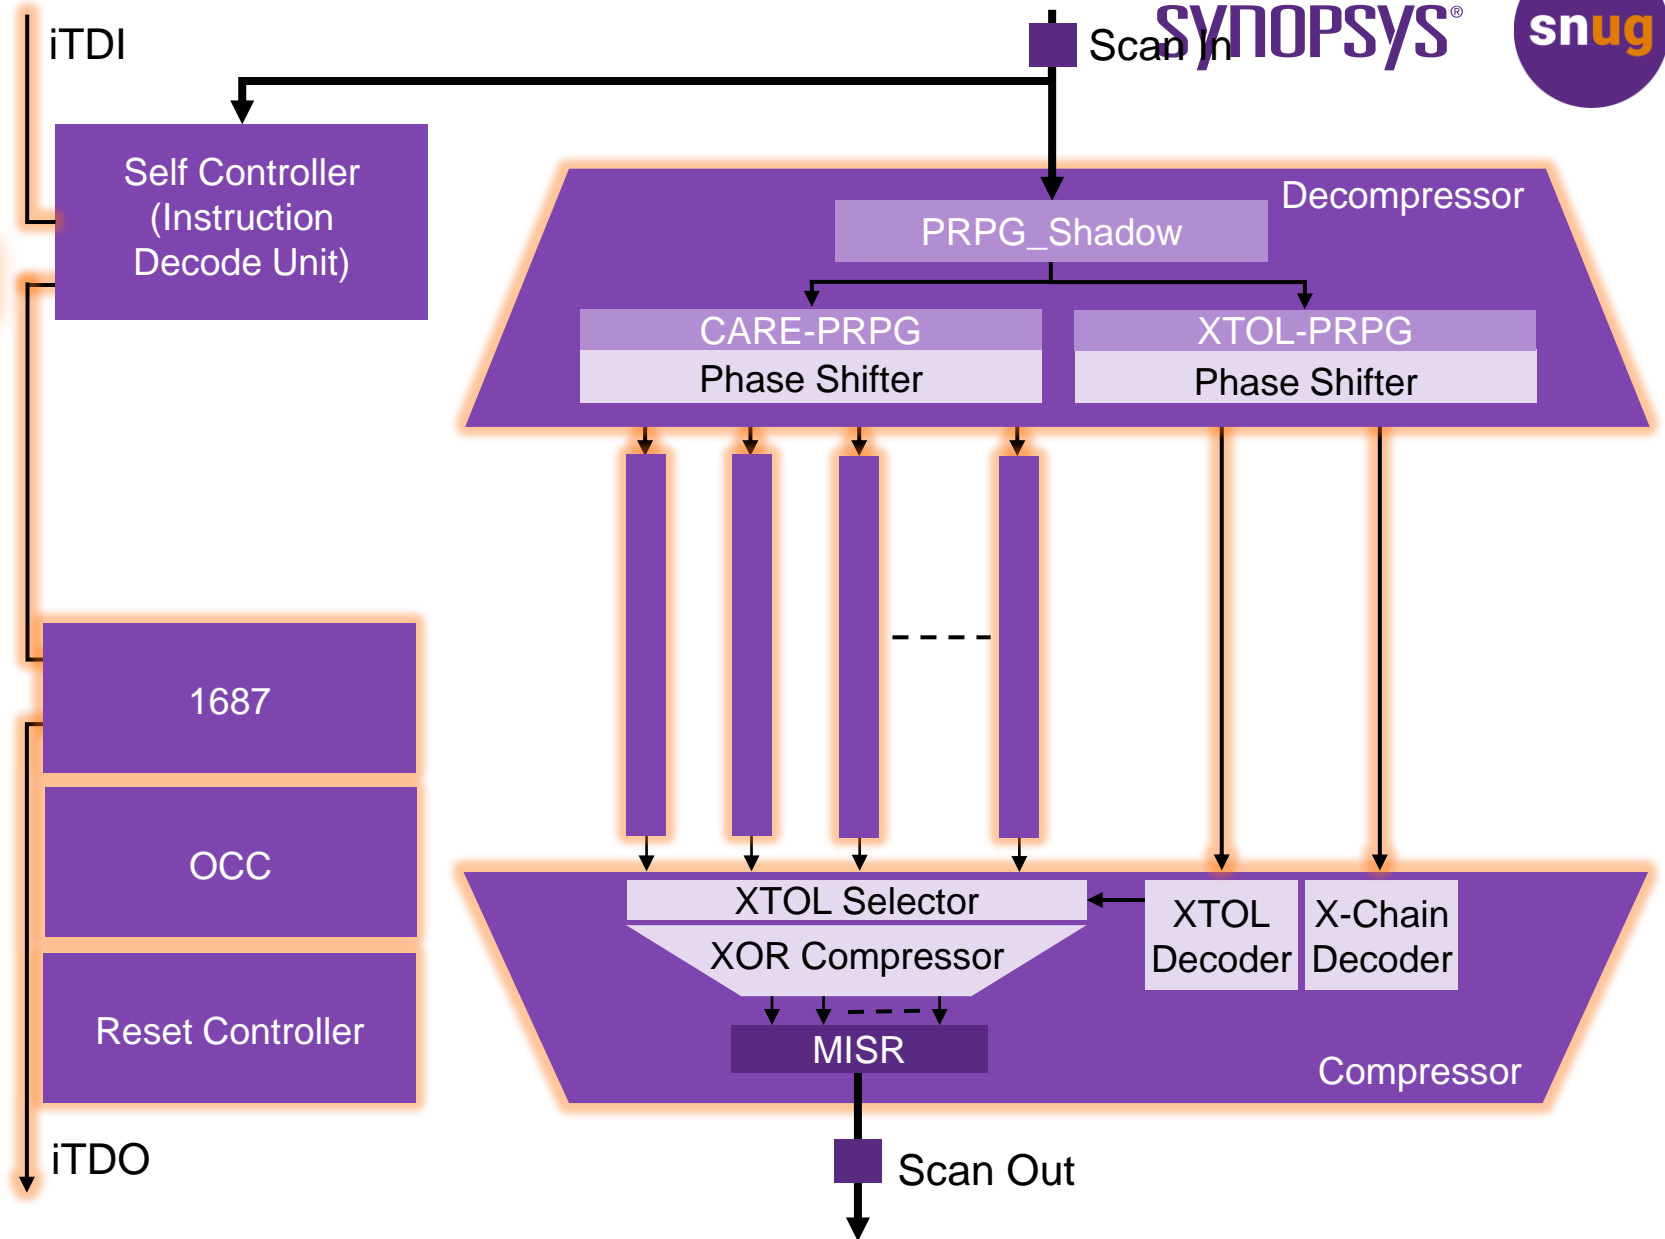 iTDI
Scan In
SYNOPSYS®
snug
Self Controller
(Instruction
Decode Unit)
Decompressor
PRPG_Shadow
CARE-PRPG
Phase Shifter
XTOL-PRPG
Phase Shifter
1687
OCC
Reset Controller
iTDO
XTOL Selector
XOR Compressor
MISR
XTOL
Decoder
X-Chain
Decoder
Compressor
Scan Out